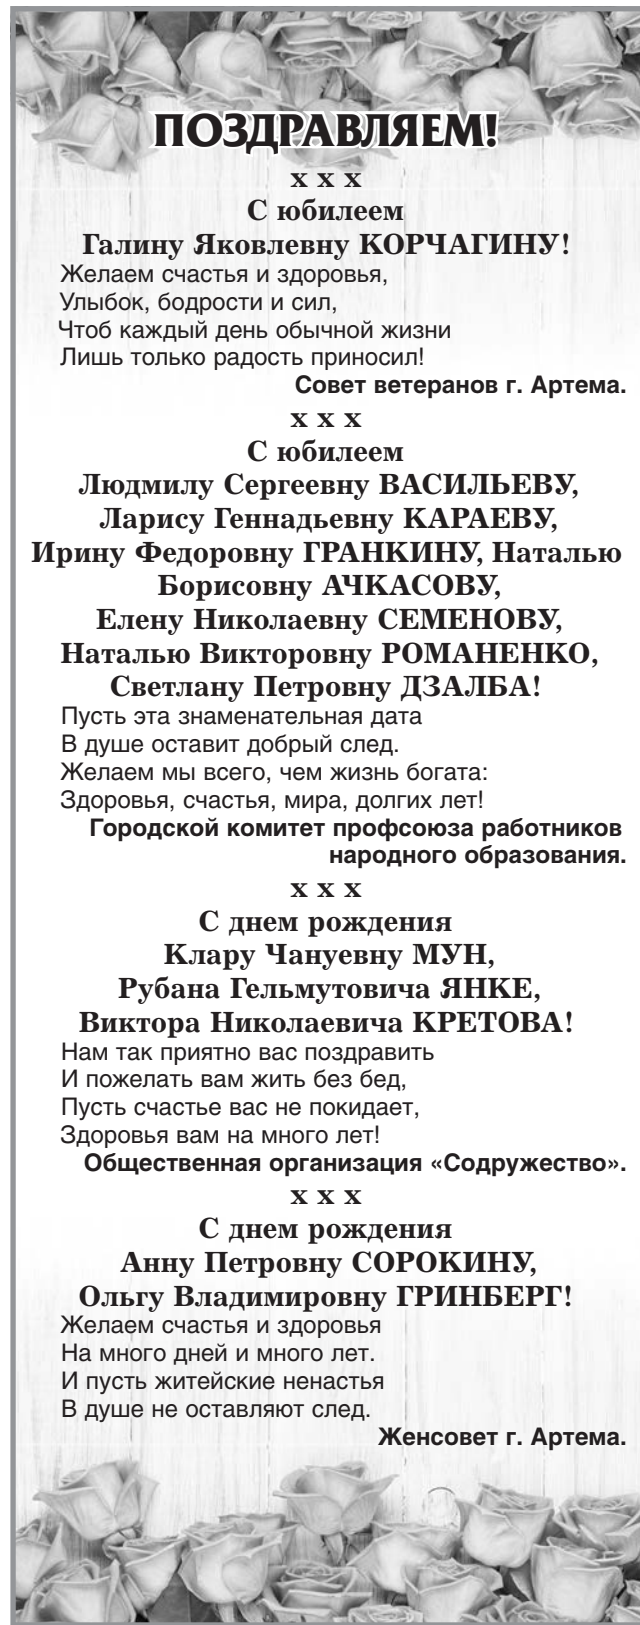 ПОЗДРАВЛЯЕМ!
х х х
С юбилеем
Галину Яковлевну КОРЧАГИНУ!
Желаем счастья и здоровья,
Улыбок, бодрости и сил,
Чтоб каждый день обычной жизни
Лишь только радость приносил!
Совет ветеранов г. Артема.
х х х
С юбилеем
Людмилу Сергеевну ВАСИЛЬЕВУ,
Ларису Геннадьевну КАРАЕВУ,
Ирину Федоровну ГРАНКИНУ, Наталью
Борисовну АЧКАСОВУ,
Елену Николаевну СЕМЕНОВУ,
Наталью Викторовну РОМАНЕНКО,
Светлану Петровну ДЗАЛБА!
Пусть эта знаменательная дата
В душе оставит добрый след.
Желаем мы всего, чем жизнь богата:
Здоровья, счастья, мира, долгих лет!
Городской комитет профсоюза работников
народного образования.
х х х
С днем рождения
Клару Чануевну МУН,
Рубана Гельмутовича ЯНКЕ,
Виктора Николаевича КРЕТОВА!
Нам так приятно вас поздравить
И пожелать вам жить без бед,
Пусть счастье вас не покидает,
Здоровья вам на много лет!
Общественная организация «Содружество».
х х х
С днем рождения
Анну Петровну СОРОКИНУ,
Ольгу Владимировну ГРИНБЕРГ!
Желаем счастья и здоровья
На много дней и много лет.
И пусть житейские ненастья
В душе не оставляют след.
Женсовет г. Артема.